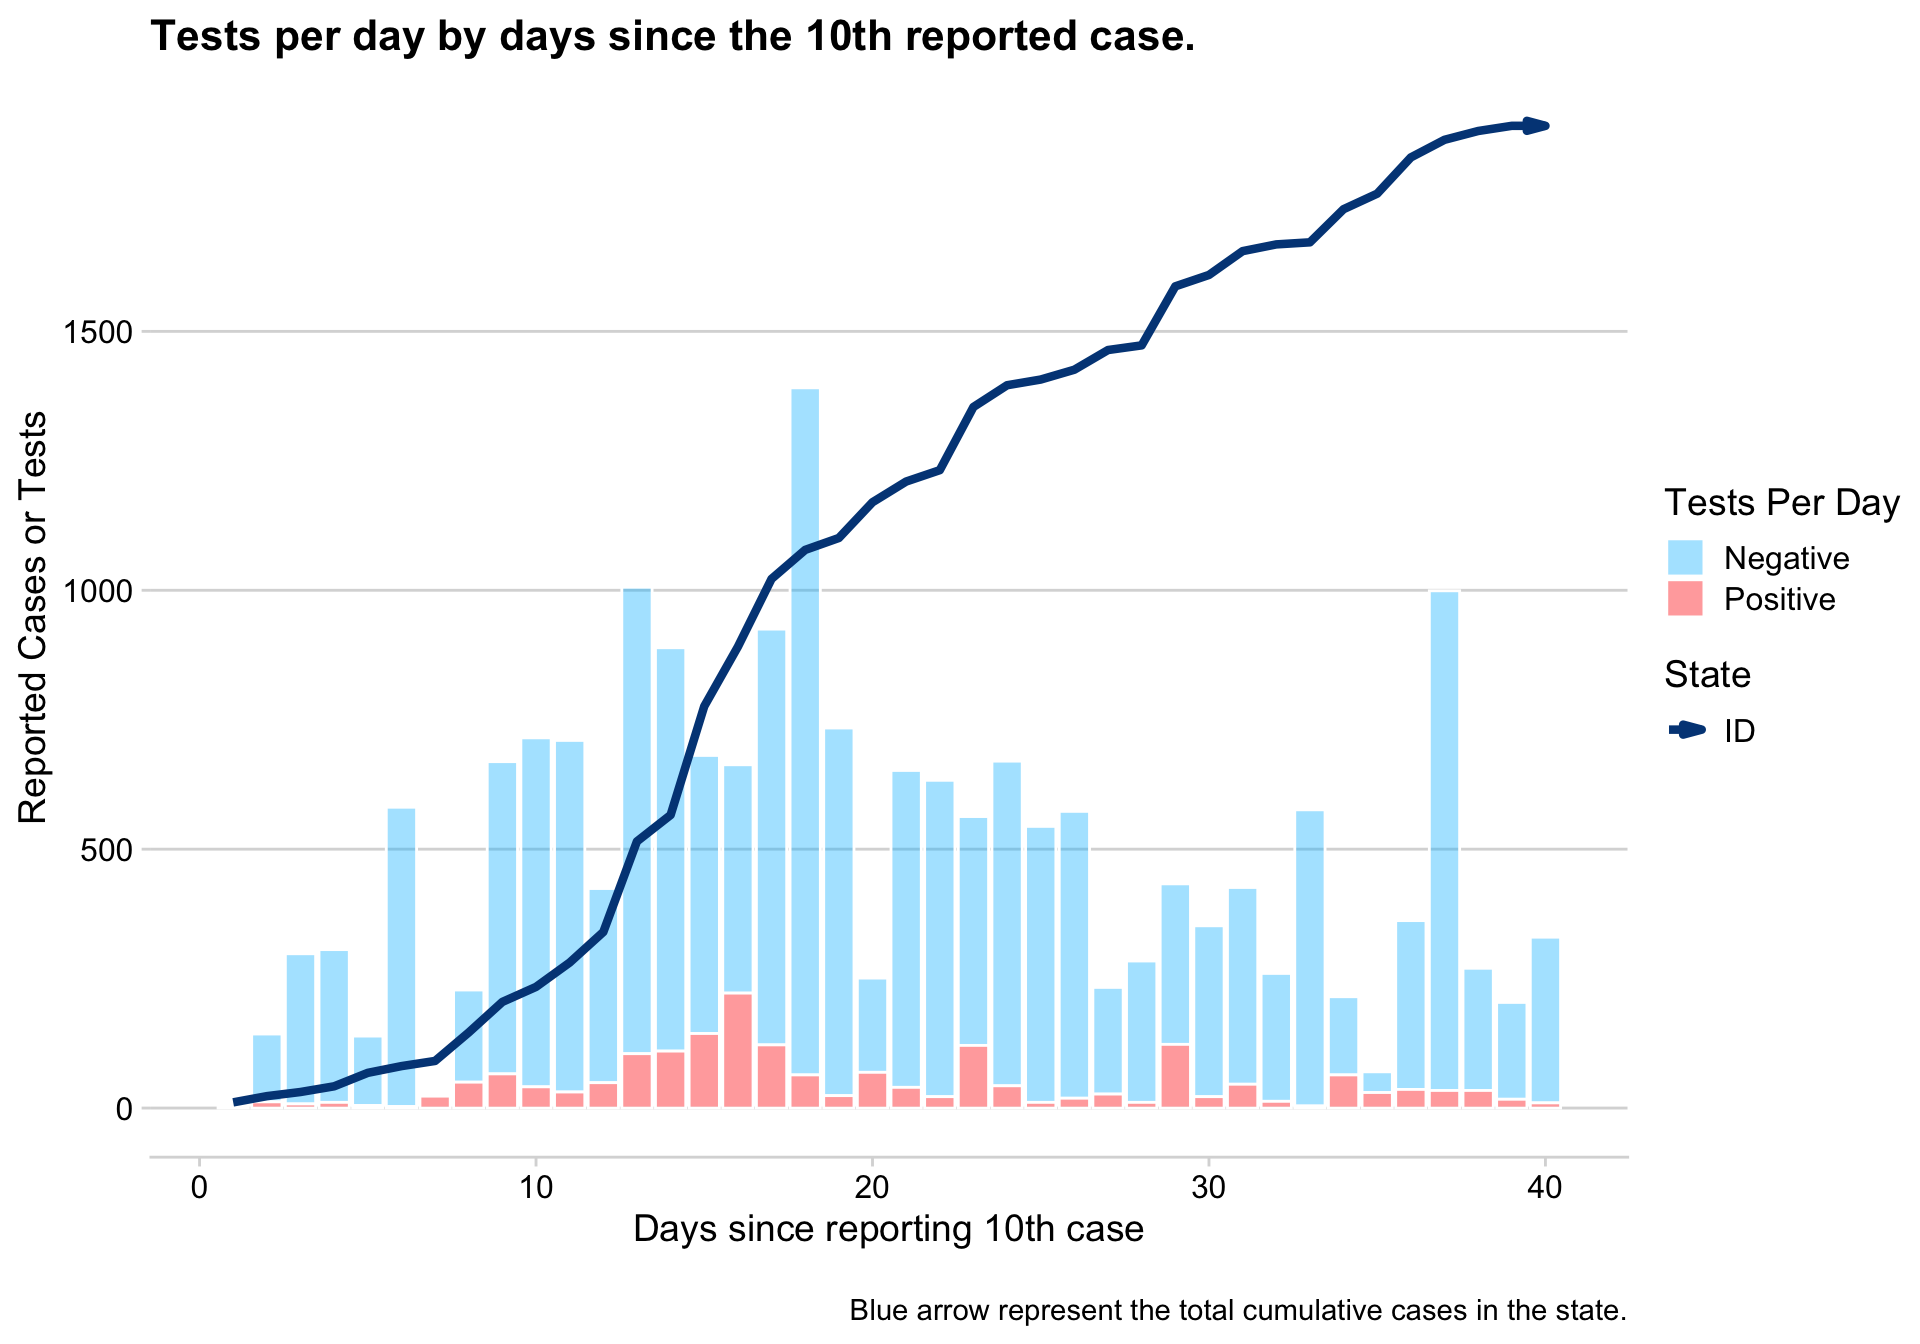 Tests per day by days since the 10th reported case.
Reported Cases or Tests
1500
1000
500
0
0 10 20 30 40
Days since reporting 10th case
Tests Per Day
Negative
Positive
State
ID
Blue arrow represent the total cumulative cases in the state.